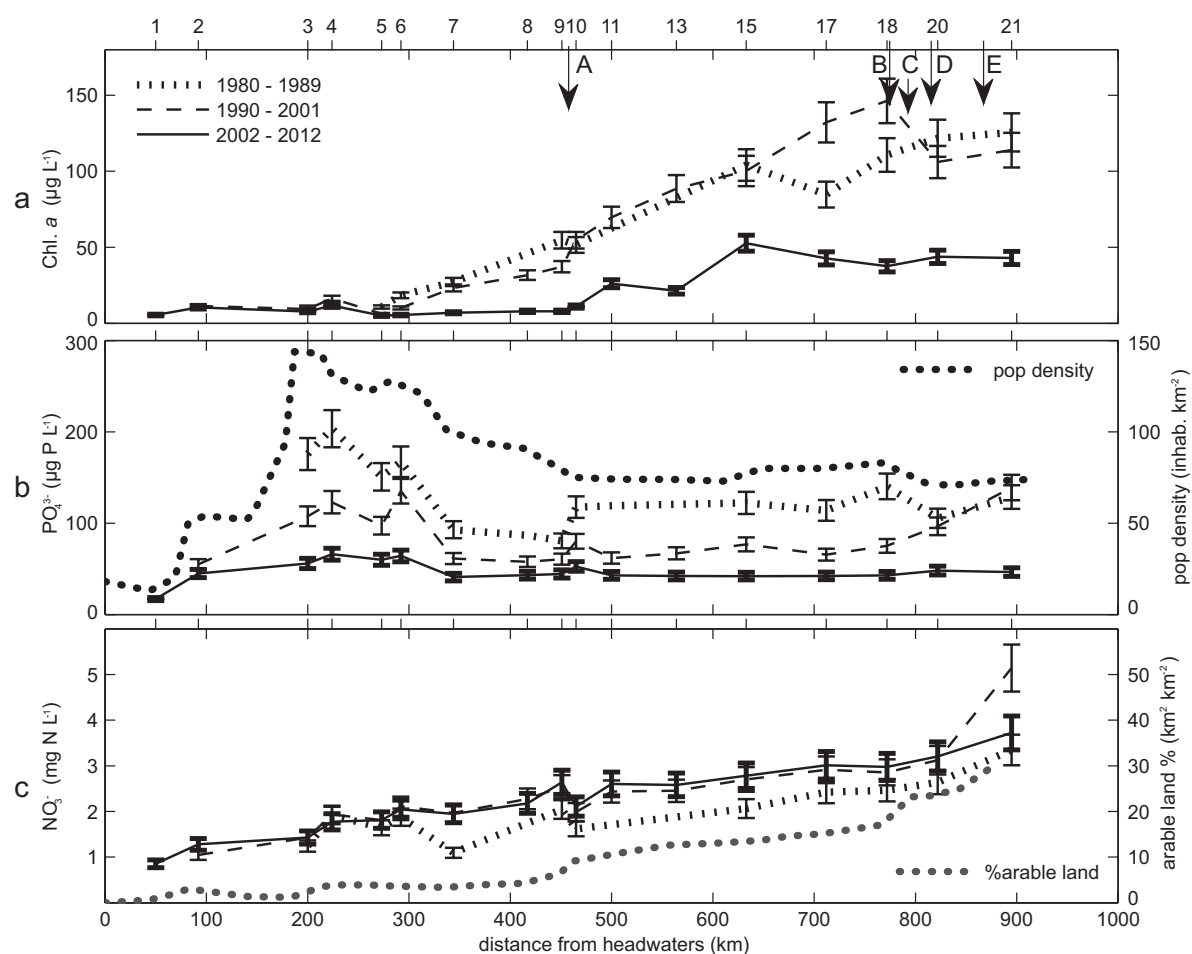 1 2 3 4 5 6 7 8 9 10 11 13 15 17 18 20 21
A B C D E
1980 - 1989
1990 - 2001
2002 - 2012
a
Chl. a (µg L-1)
150
100
50
0
300
150
pop density
200
100
b
PO₄³⁻ (µg P L-1)
pop density (inhab. km-2)
100
50
0
0
5
50
4
40
c
NO₃⁻ (mg N L-1)
arable land % (km² km-2)
3
30
2
20
1
10
%arable land
0
0 100 200 300 400 500 600 700 800 900 1000
distance from headwaters (km)